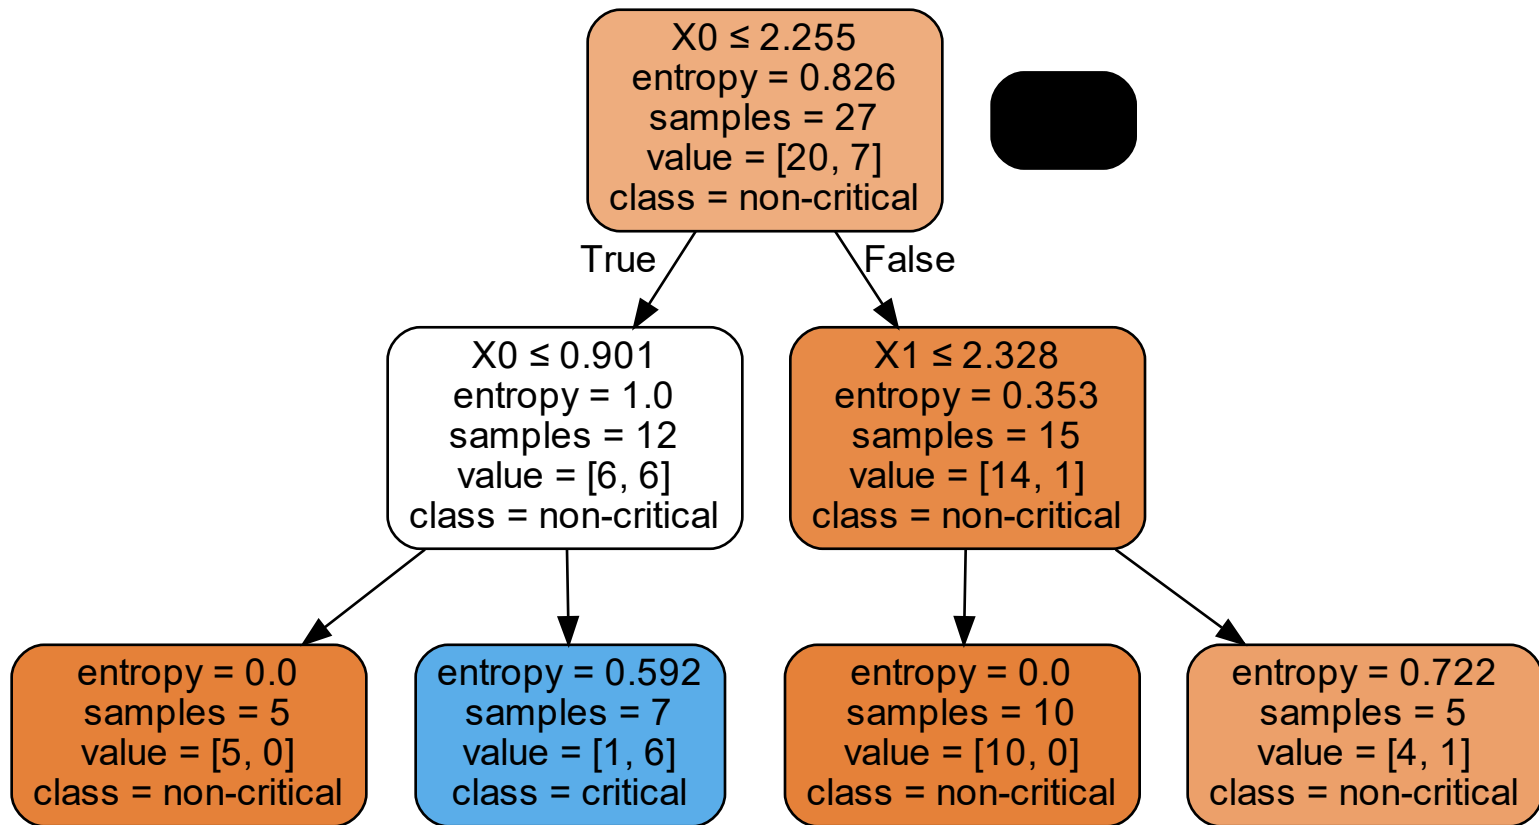 X0 ≤ 2.255
entropy = 0.826
samples = 27
value = [20, 7]
class = non-critical
True
False
X0 ≤ 0.901
entropy = 1.0
samples = 12
value = [6, 6]
class = non-critical
X1 ≤ 2.328
entropy = 0.353
samples = 15
value = [14, 1]
class = non-critical
entropy = 0.0
samples = 5
value = [5, 0]
class = non-critical
entropy = 0.592
samples = 7
value = [1, 6]
class = critical
entropy = 0.0
samples = 10
value = [10, 0]
class = non-critical
entropy = 0.722
samples = 5
value = [4, 1]
class = non-critical